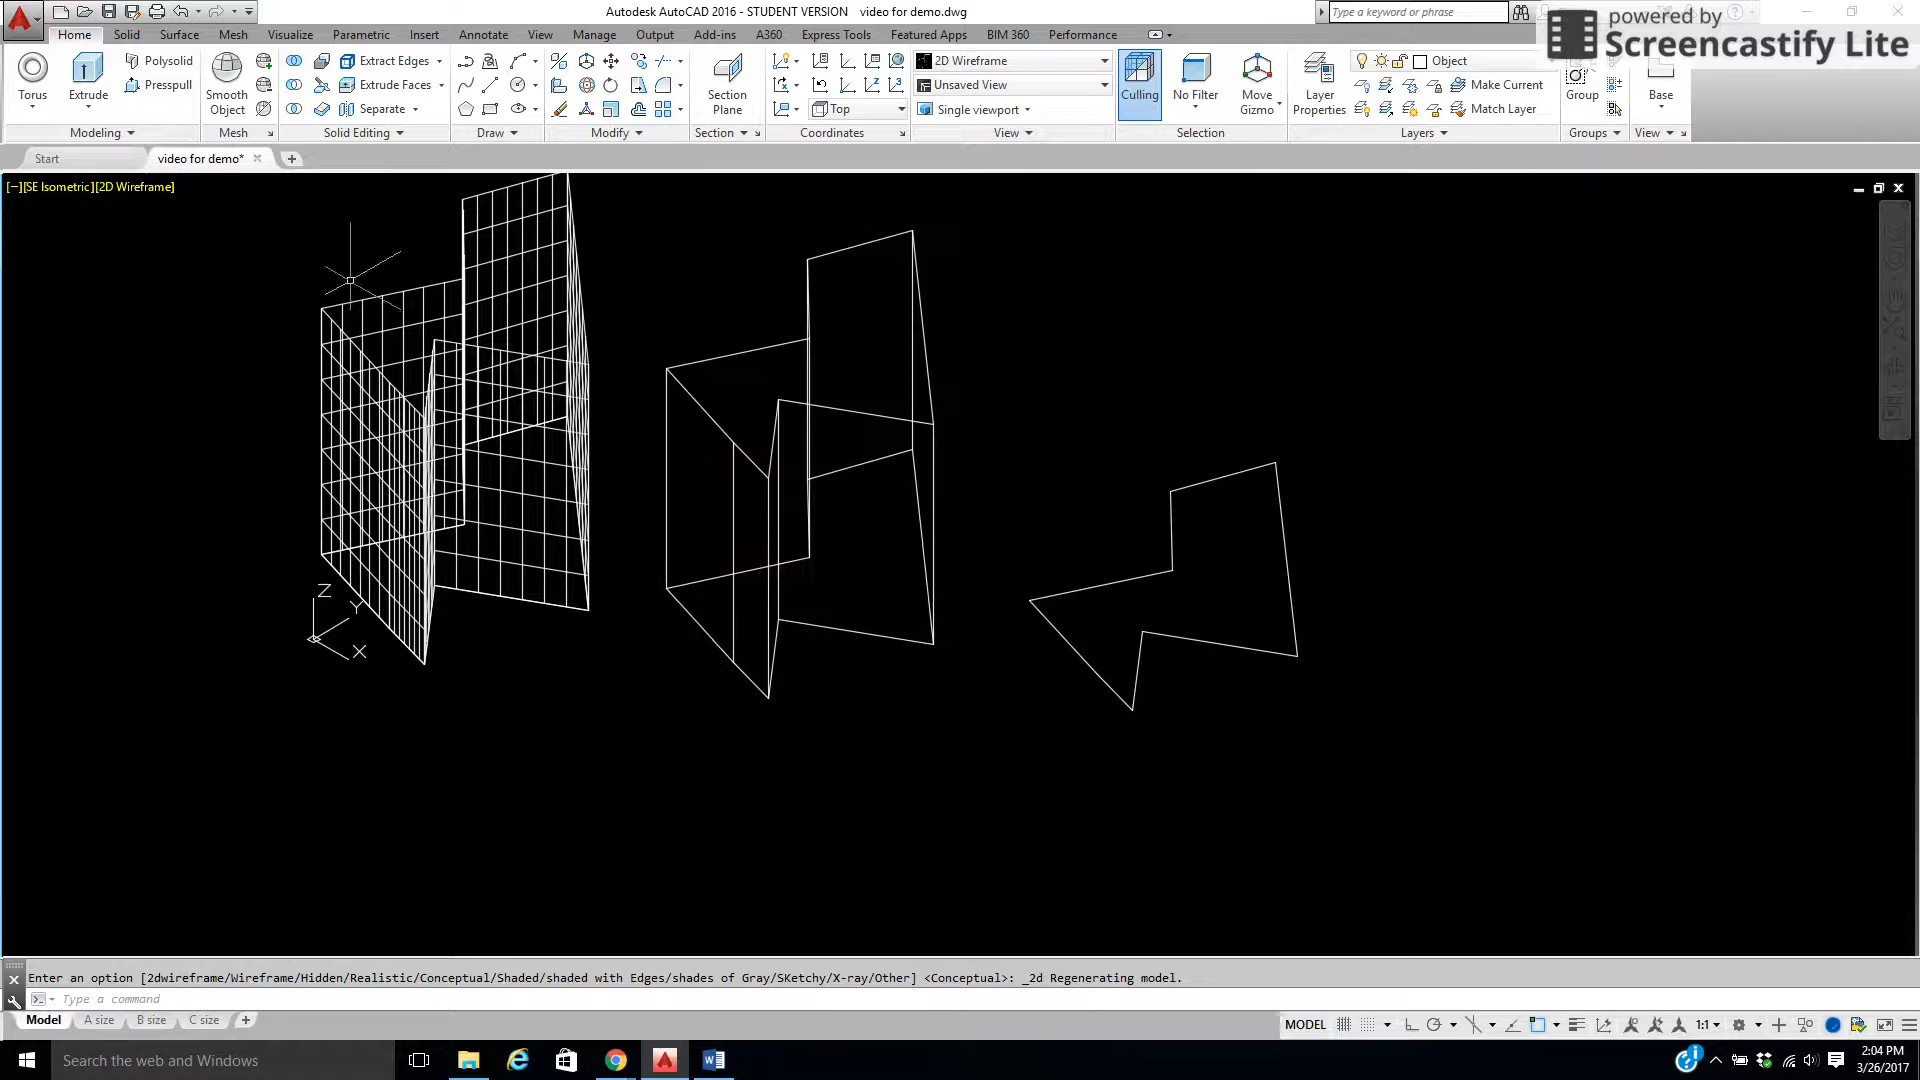 Autodesk AutoCAD 2016 - STUDENT VERSION video for demo.dwg
Type a keyword or phrase
powered by
Screencastify Lite
Home Solid Surface Mesh Visualize Parametric Insert Annotate View Manage Output Add-ins A360 Express Tools Featured Apps BIM 360 Performance
Polysolid
Presspull
Torus
Extrude
Smooth
Object
Extract Edges
Extrude Faces
Separate
Section
Plane
Top
2D Wireframe
Unsaved View
Single viewport
Culling
No Filter
Move
Gizmo
Layer
Properties
Object
Make Current
Match Layer
Group
Base
Modeling Mesh Solid Editing Draw Modify Section Coordinates View Selection Layers Groups View
Start
video for demo*
[−][SE Isometric][2D Wireframe]
Z
Y
X
Enter an option [2dwireframe/Wireframe/Hidden/Realistic/Conceptual/Shaded/shaded with Edges/shades of Gray/SKetchy/X-ray/Other] <Conceptual>: _2d Regenerating model.
Type a command
Model A size B size C size
MODEL
1:1
Search the web and Windows
2:04 PM
3/26/2017